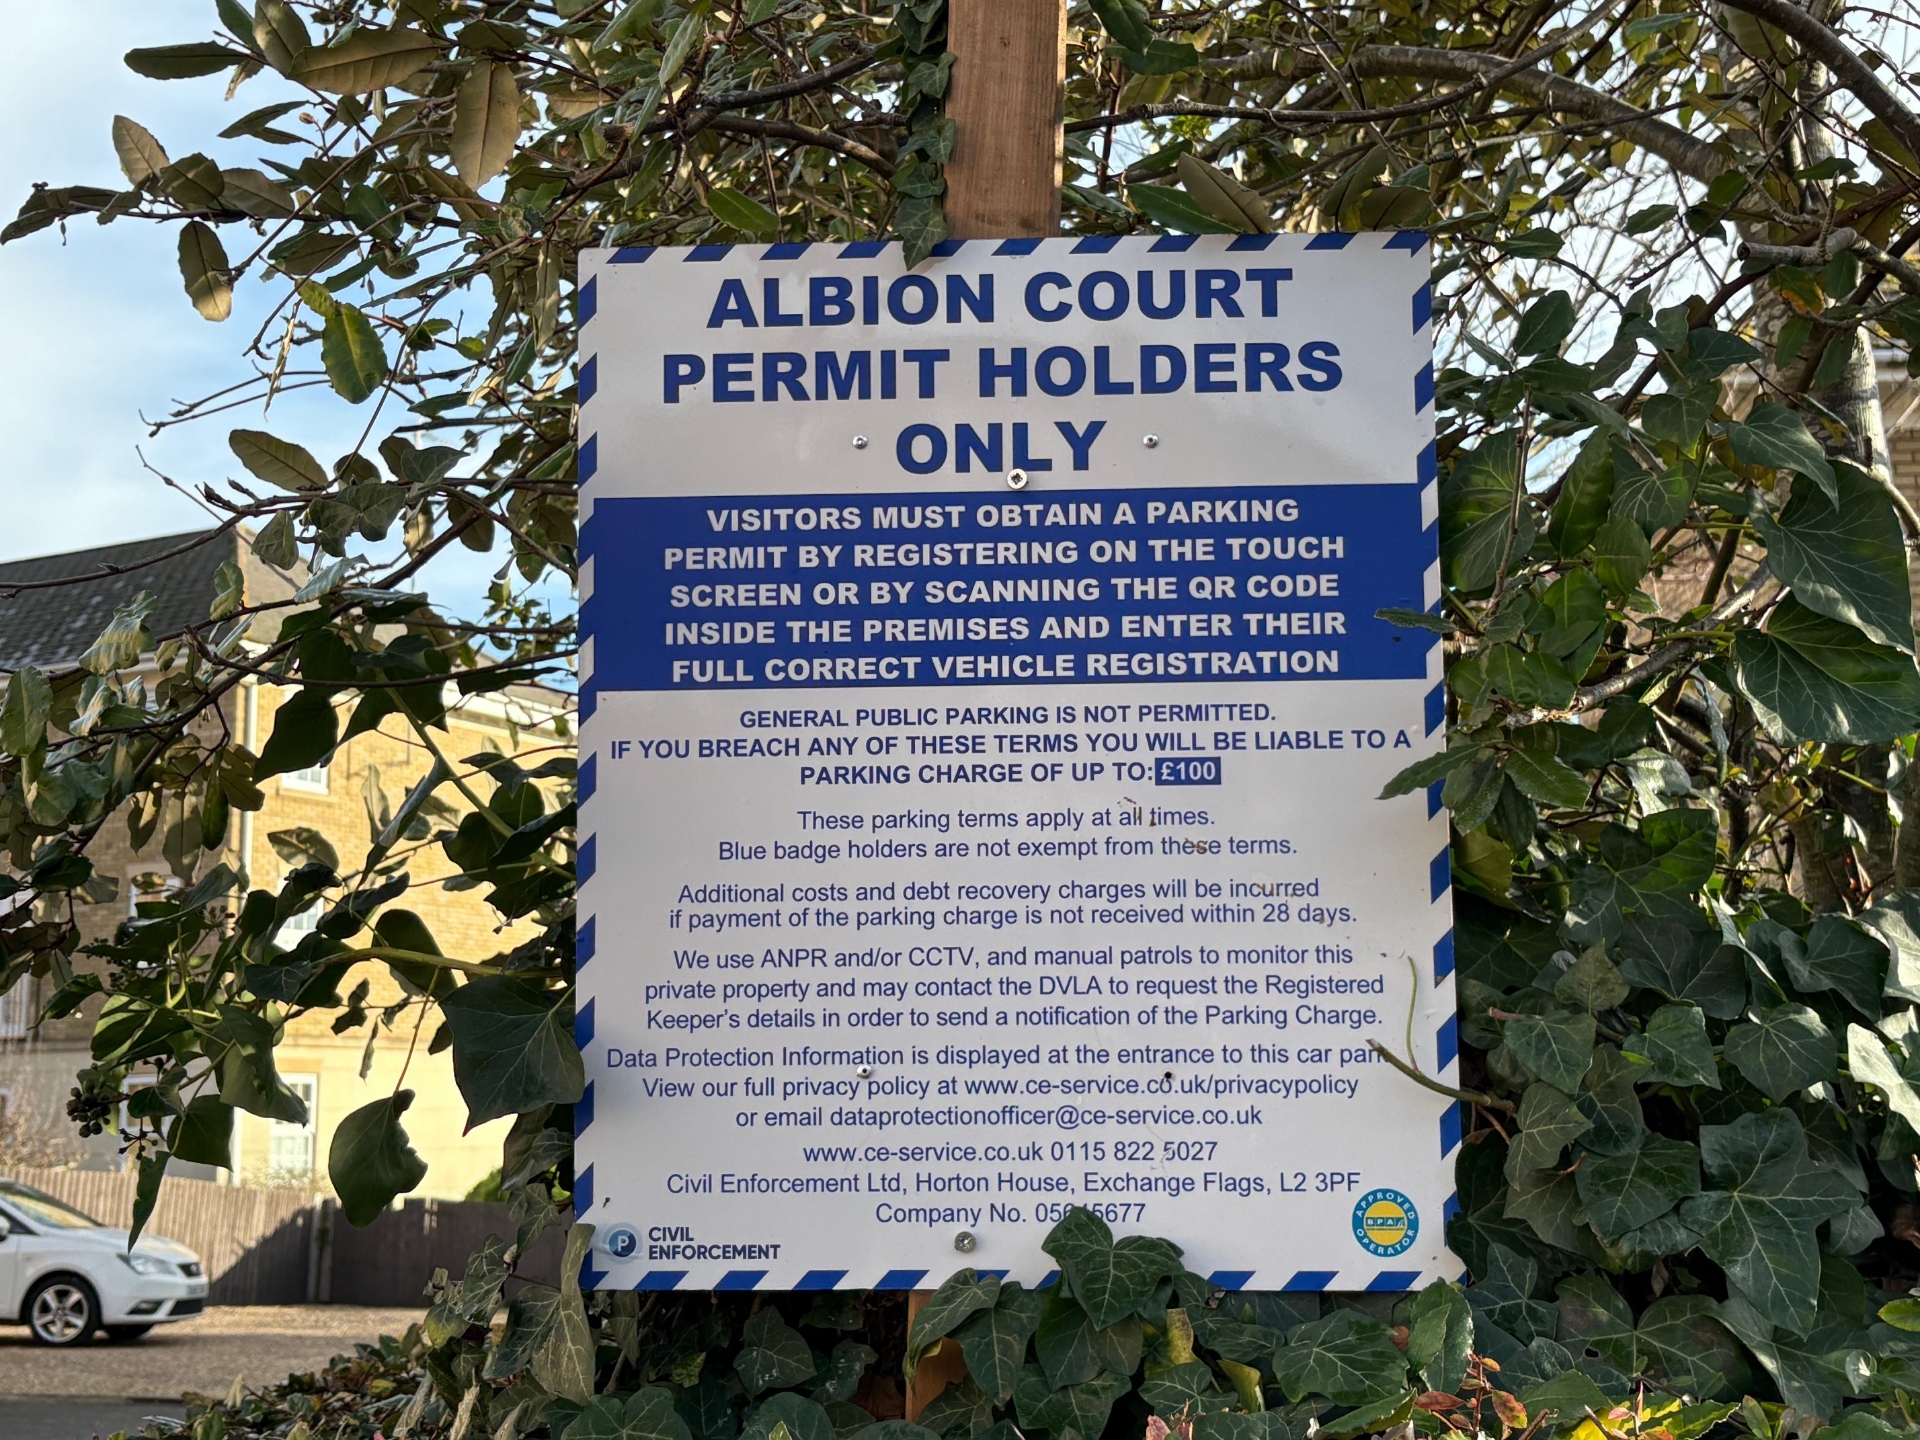 ALBION COURT
PERMIT HOLDERS
ONLY
VISITORS MUST OBTAIN A PARKING
PERMIT BY REGISTERING ON THE TOUCH
SCREEN OR BY SCANNING THE QR CODE
INSIDE THE PREMISES AND ENTER THEIR
FULL CORRECT VEHICLE REGISTRATION
GENERAL PUBLIC PARKING IS NOT PERMITTED.
IF YOU BREACH ANY OF THESE TERMS YOU WILL BE LIABLE TO A
PARKING CHARGE OF UP TO: £100
These parking terms apply at all times.
Blue badge holders are not exempt from these terms.
Additional costs and debt recovery charges will be incurred
if payment of the parking charge is not received within 28 days.
We use ANPR and/or CCTV, and manual patrols to monitor this
private property and may contact the DVLA to request the Registered
Keeper's details in order to send a notification of the Parking Charge.
Data Protection Information is displayed at the entrance to this car park.
View our full privacy policy at www.ce-service.co.uk/privacypolicy
or email dataprotectionofficer@ce-service.co.uk
www.ce-service.co.uk 0115 822 5027
Civil Enforcement Ltd, Horton House, Exchange Flags, L2 3PF
Company No.
P CIVIL
ENFORCEMENT
APPROVED
BPA
OPERATOR